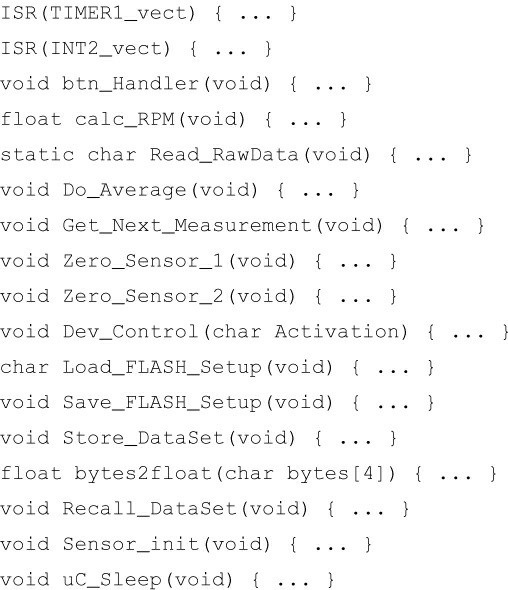 ISR(TIMER1_vect) { ... }
ISR(INT2_vect) { ... }
void btn_Handler(void) { ... }
float calc_RPM(void) { ... }
static char Read_RawData(void) { ... }
void Do_Average(void) { ... }
void Get_Next_Measurement(void) { ... }
void Zero_Sensor_1(void) { ... }
void Zero_Sensor_2(void) { ... }
void Dev_Control(char Activation) { ... }
char Load_FLASH_Setup(void) { ... }
void Save_FLASH_Setup(void) { ... }
void Store_DataSet(void) { ... }
float bytes2float(char bytes[4]) { ... }
void Recall_DataSet(void) { ... }
void Sensor_init(void) { ... }
void uC_Sleep(void) { ... }